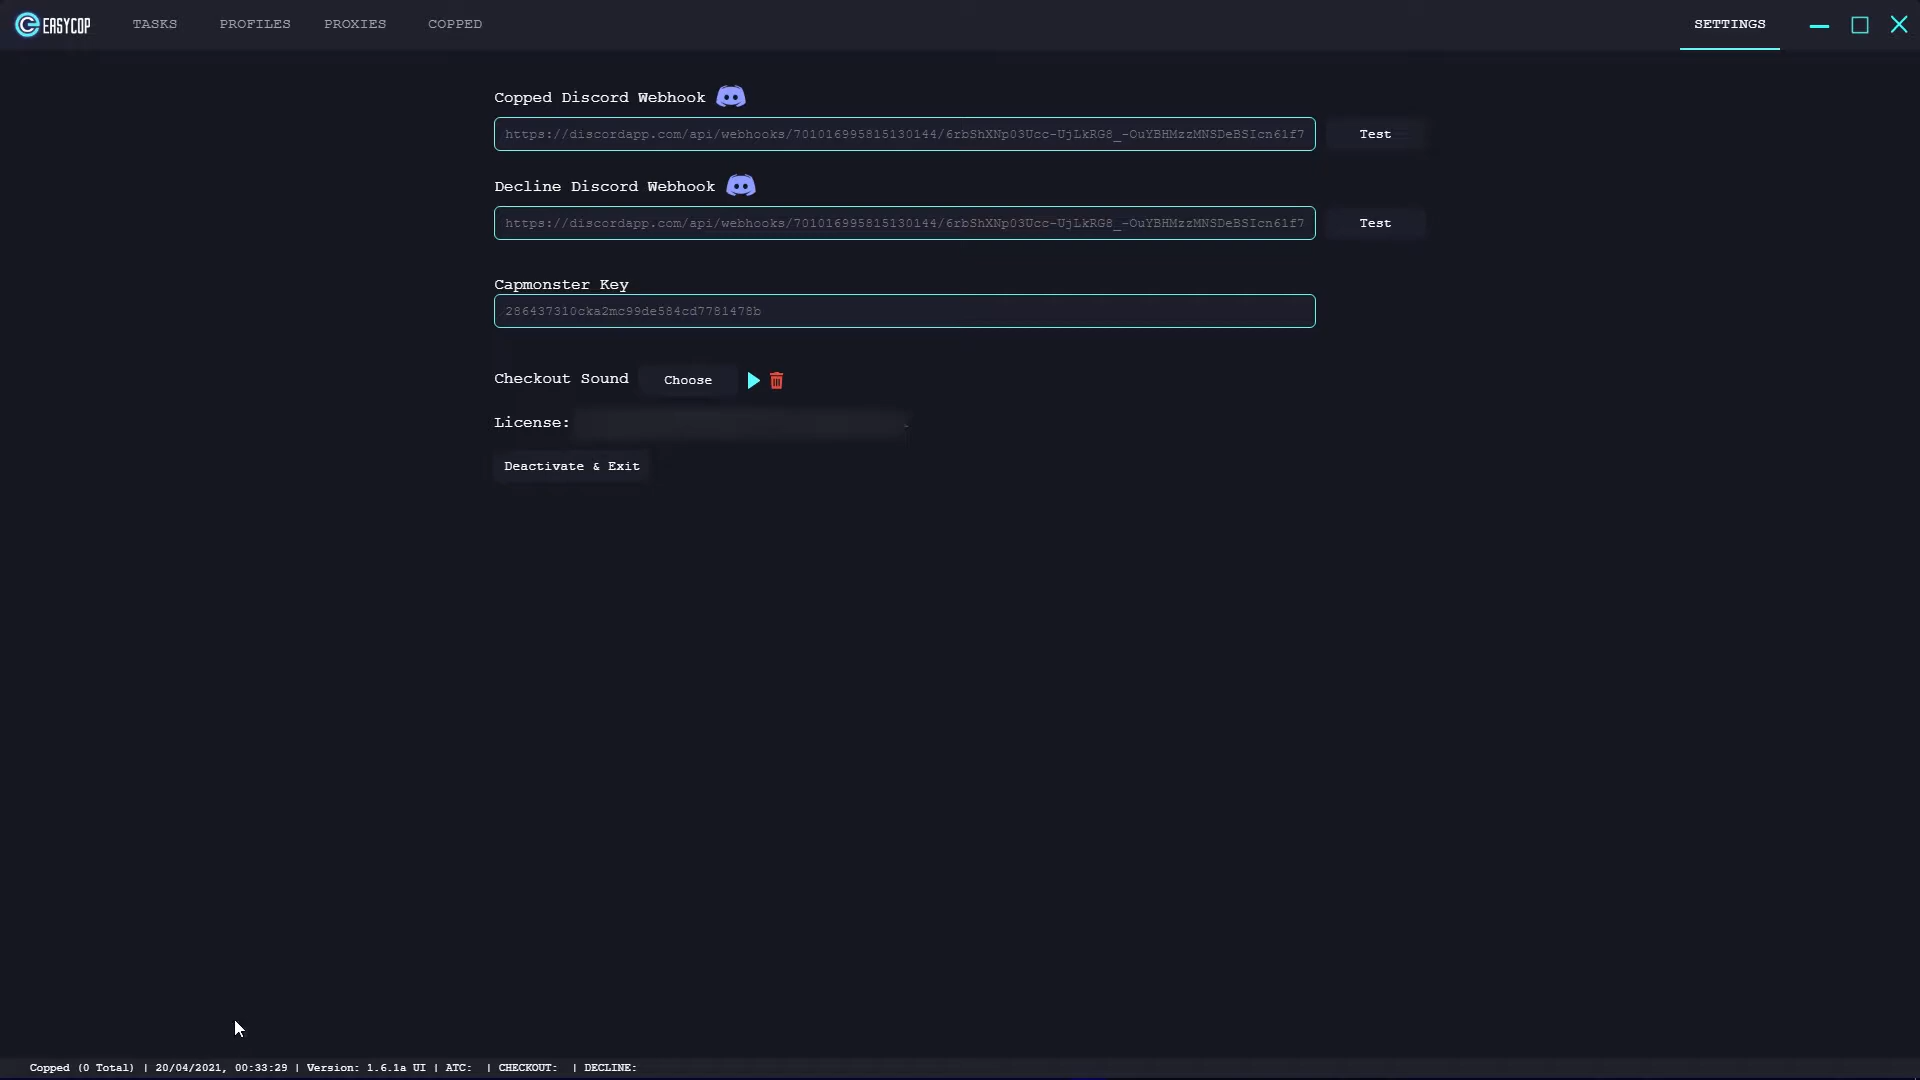 EASYCOP TASKS PROFILES PROXIES COPPED SETTINGS
Copped Discord Webhook
https://discordapp.com/api/webhooks/701016995815130144/6rbShXNp03Ucc-UjLkRG8_-OuYBHMzzMNSDeBSIcn61f7 Test
Decline Discord Webhook
https://discordapp.com/api/webhooks/701016995815130144/6rbShXNp03Ucc-UjLkRG8_-OuYBHMzzMNSDeBSIcn61f7 Test
Capmonster Key
286437310cka2mc99de584cd7781478b
Checkout Sound Choose
License:
Deactivate & Exit
Copped (0 Total) | 20/04/2021, 00:33:29 | Version: 1.6.1a UI | ATC: | CHECKOUT: | DECLINE: